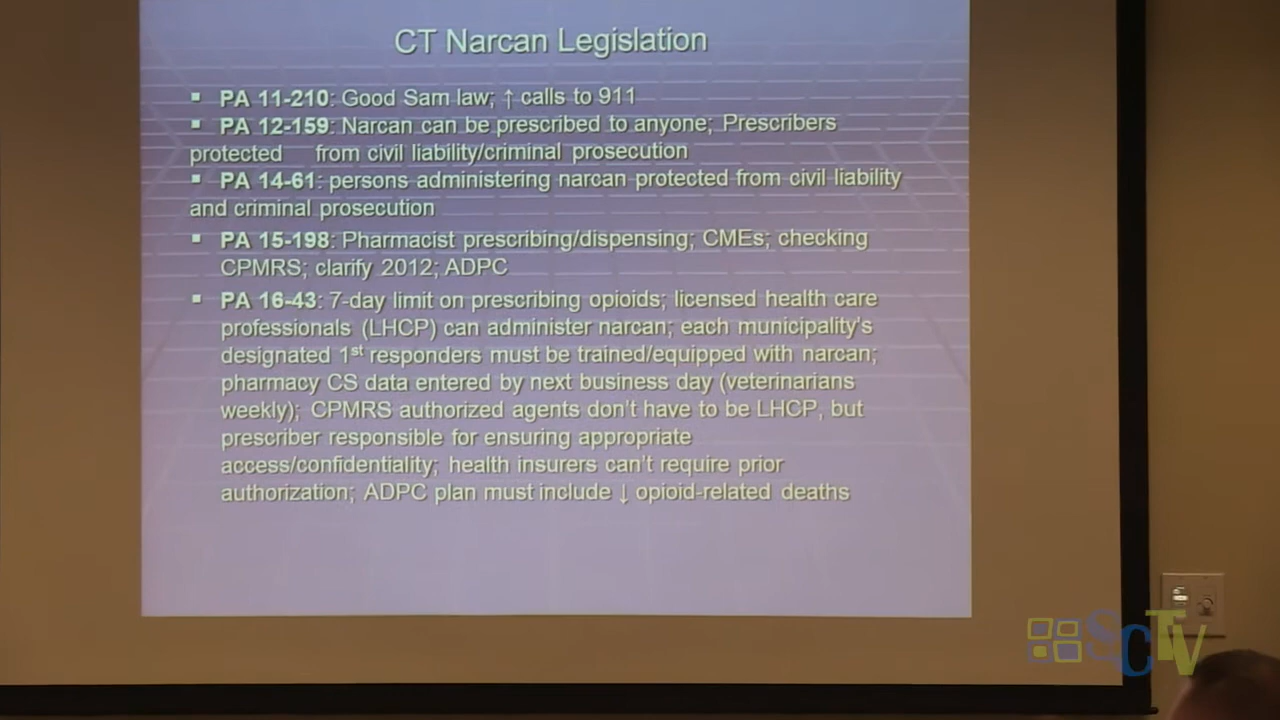 CT Narcan Legislation
▪ PA 11-210: Good Sam law; ↑ calls to 911
▪ PA 12-159: Narcan can be prescribed to anyone; Prescribers
protected from civil liability/criminal prosecution
▪ PA 14-61: persons administering narcan protected from civil liability
and criminal prosecution
▪ PA 15-198: Pharmacist prescribing/dispensing; CMEs; checking
CPMRS; clarify 2012; ADPC
▪ PA 16-43: 7-day limit on prescribing opioids; licensed health care
professionals (LHCP) can administer narcan; each municipality's
designated 1st responders must be trained/equipped with narcan;
pharmacy CS data entered by next business day (veterinarians
weekly); CPMRS authorized agents don't have to be LHCP, but
prescriber responsible for ensuring appropriate
access/confidentiality; health insurers can't require prior
authorization; ADPC plan must include ↓ opioid-related deaths
SCTV